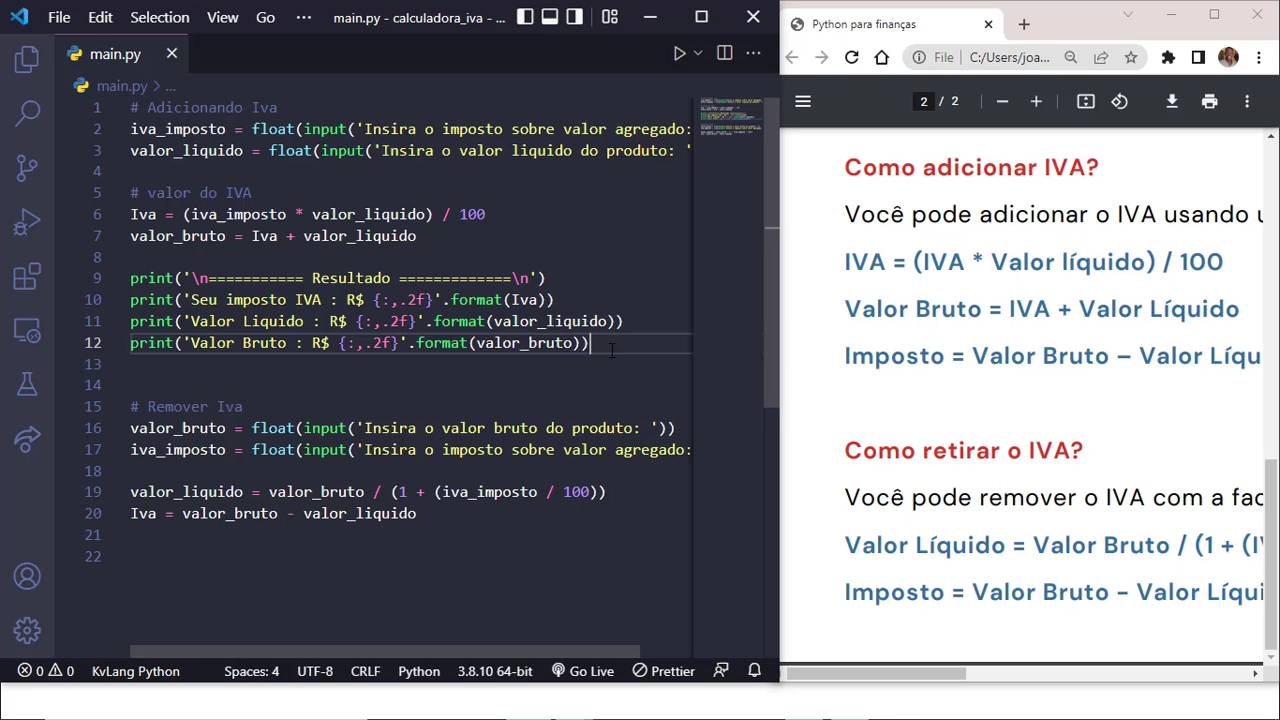 File Edit Selection View Go ··· main.py - calculadora_iva - ...
main.py
main.py > ...
1 # Adicionando Iva
2 iva_imposto = float(input('Insira o imposto sobre valor agregado:
3 valor_liquido = float(input('Insira o valor liquido do produto: '
4
5 # valor do IVA
6 Iva = (iva_imposto * valor_liquido) / 100
7 valor_bruto = Iva + valor_liquido
8
9 print('\n=========== Resultado =============\n')
10 print('Seu imposto IVA : R$ {:,.2f}'.format(Iva))
11 print('Valor Liquido : R$ {:,.2f}'.format(valor_liquido))
12 print('Valor Bruto : R$ {:,.2f}'.format(valor_bruto))
13
14
15 # Remover Iva
16 valor_bruto = float(input('Insira o valor bruto do produto: '))
17 iva_imposto = float(input('Insira o imposto sobre valor agregado:
18
19 valor_liquido = valor_bruto / (1 + (iva_imposto / 100))
20 Iva = valor_bruto - valor_liquido
21
22
0 0 KvLang Python Spaces: 4 UTF-8 CRLF Python 3.8.10 64-bit Go Live Prettier
Python para finanças
File C:/Users/joa...
2 / 2
Como adicionar IVA?
Você pode adicionar o IVA usando u
IVA = (IVA * Valor líquido) / 100
Valor Bruto = IVA + Valor Líquido
Imposto = Valor Bruto – Valor Líqu
Como retirar o IVA?
Você pode remover o IVA com a fac
Valor Líquido = Valor Bruto / (1 + (I
Imposto = Valor Bruto - Valor Líqui